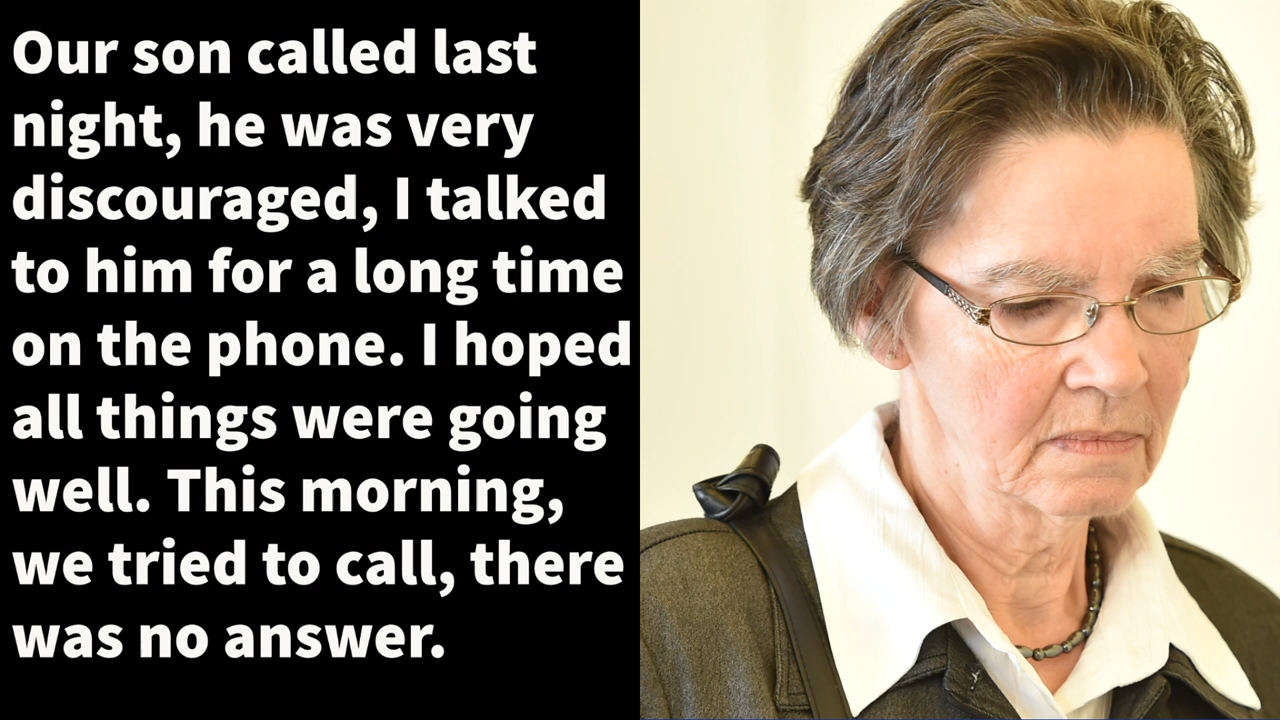 Our son called last
night, he was very
discouraged, I talked
to him for a long time
on the phone. I hoped
all things were going
well. This morning,
we tried to call, there
was no answer.